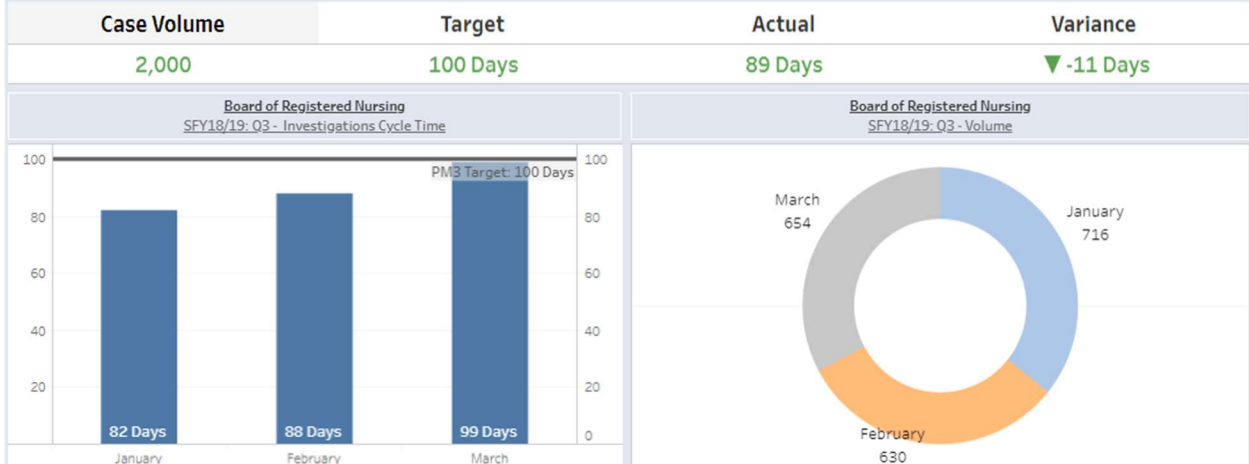 Case Volume
Target
Actual
Variance
2,000
100 Days
89 Days
▼ -11 Days
Board of Registered Nursing
SFY18/19: Q3 - Investigations Cycle Time
100
80
60
40
20
PM3 Target: 100 Days
100
80
60
40
20
0
82 Days
88 Days
99 Days
January
February
March
Board of Registered Nursing
SFY18/19: Q3 - Volume
March
654
January
716
February
630